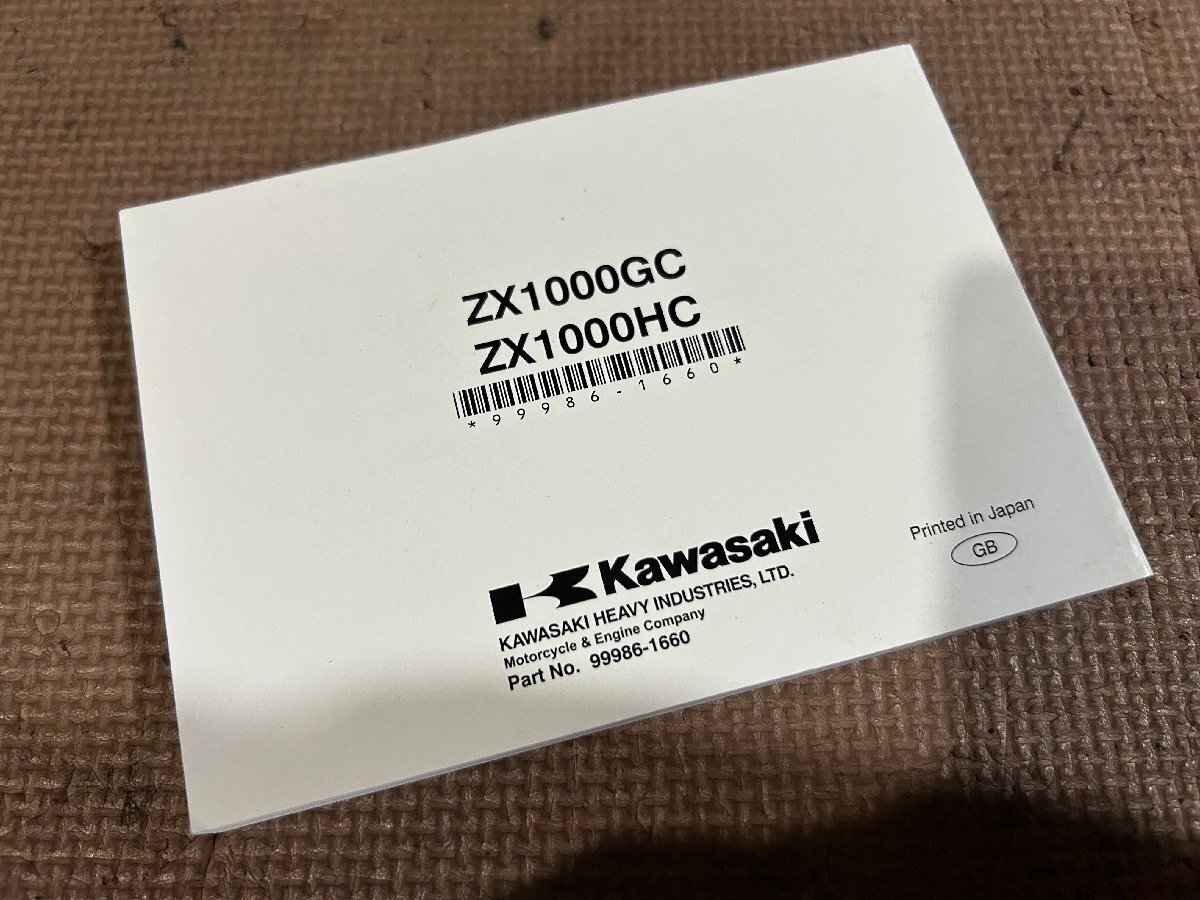 ZX1000GC
ZX1000HC
*99986-1660*
Kawasaki
KAWASAKI HEAVY INDUSTRIES, LTD.
Motorcycle & Engine Company
Part No. 99986-1660
Printed in Japan
GB